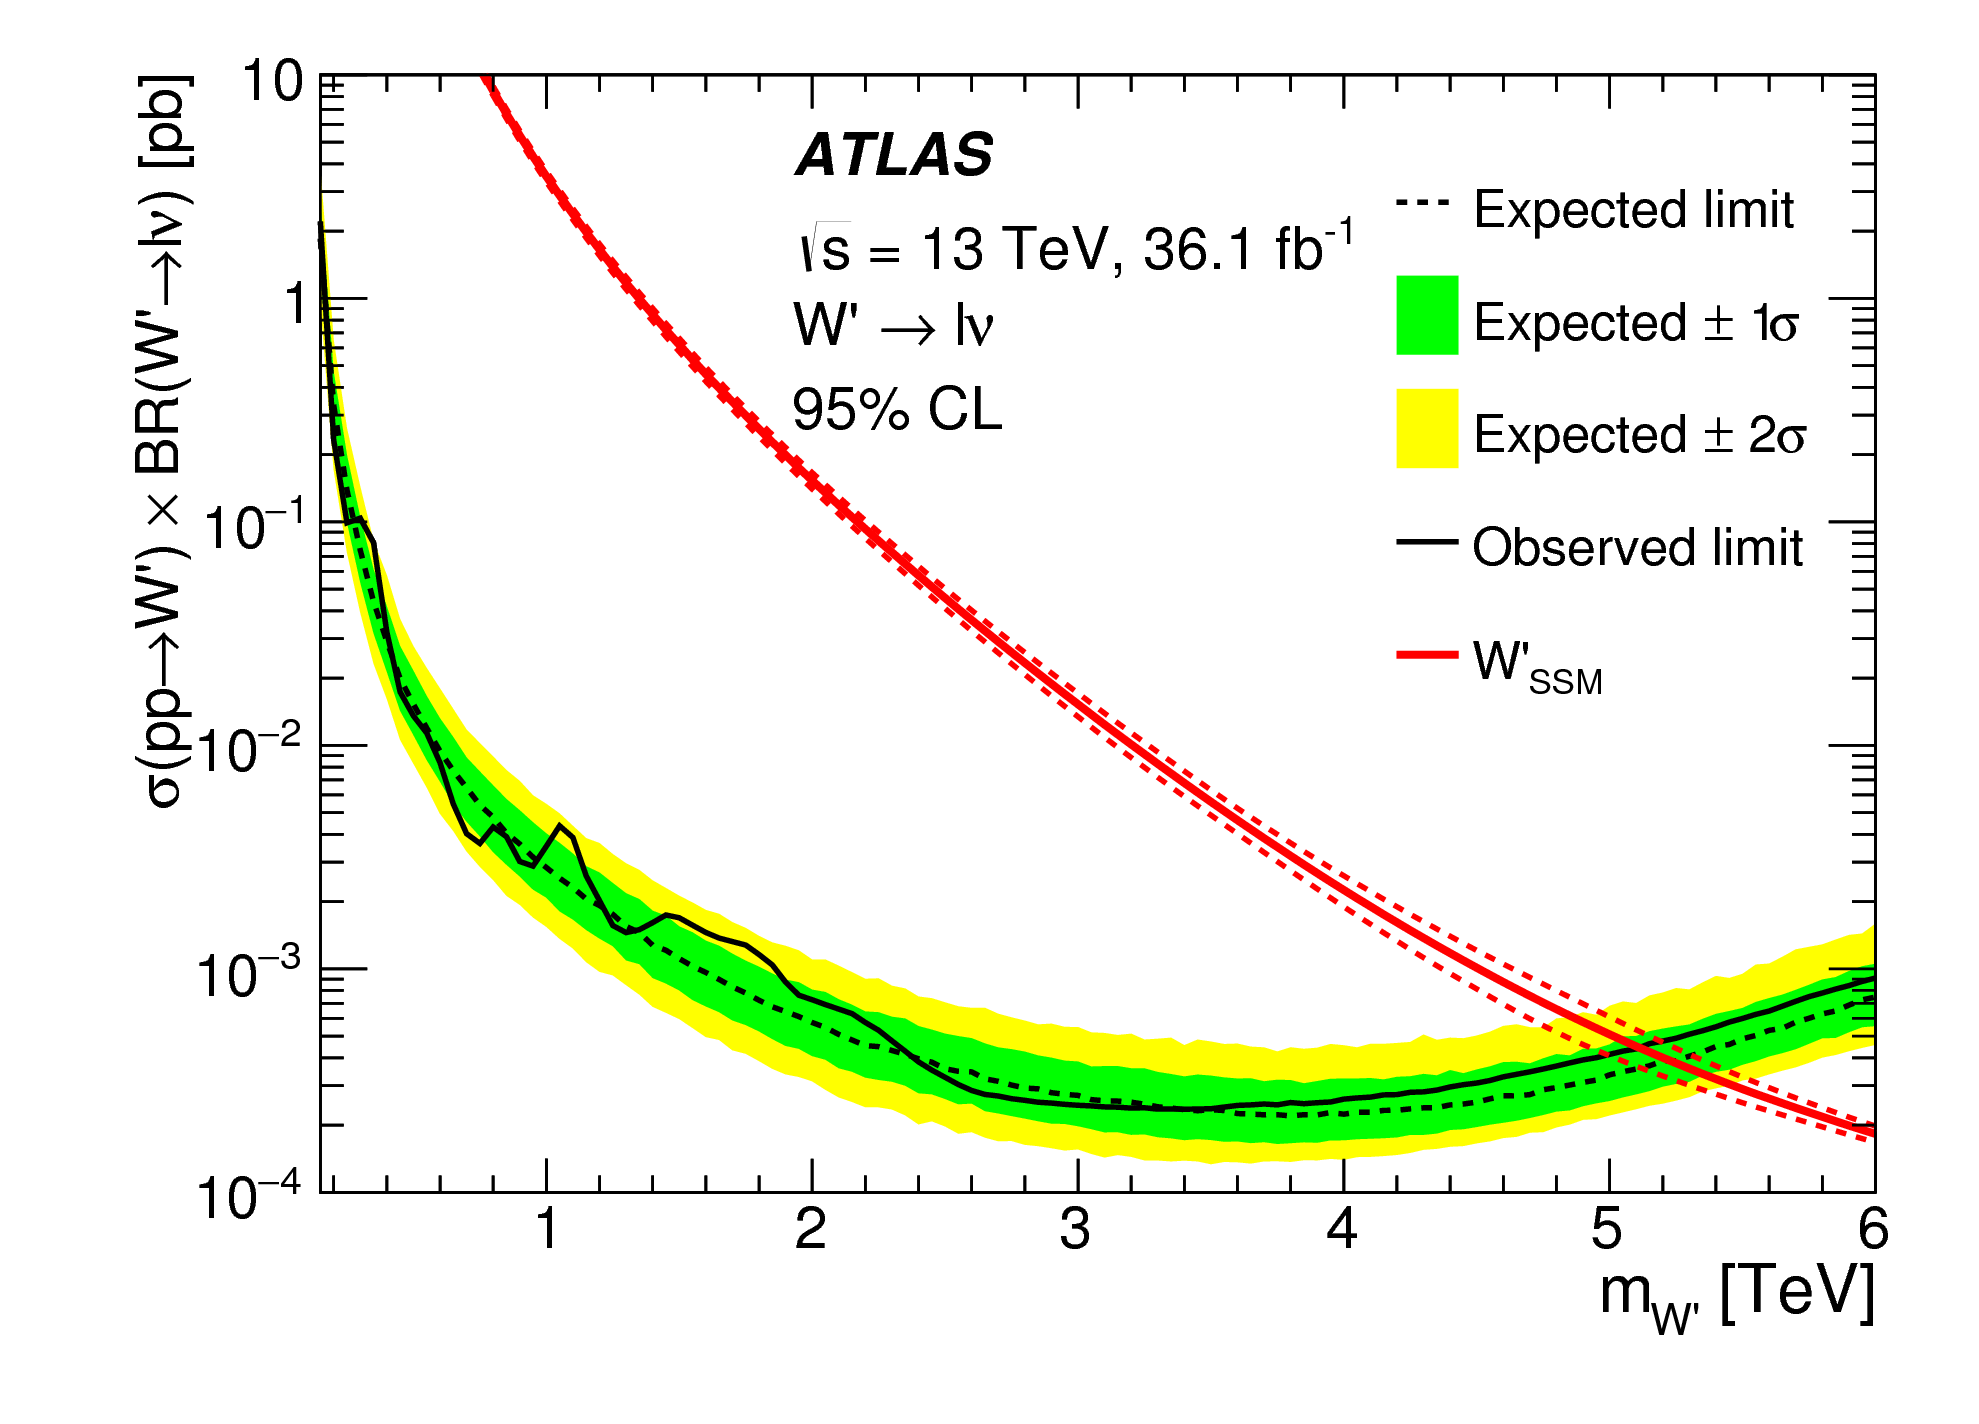 σ(pp→W') × BR(W'→lν) [pb]
10
1
10⁻¹
10⁻²
10⁻³
10⁻⁴
ATLAS
√s = 13 TeV, 36.1 fb⁻¹
W' → lν
95% CL
Expected limit
Expected ± 1σ
Expected ± 2σ
Observed limit
W'SSM
1 2 3 4 5 6
mW' [TeV]